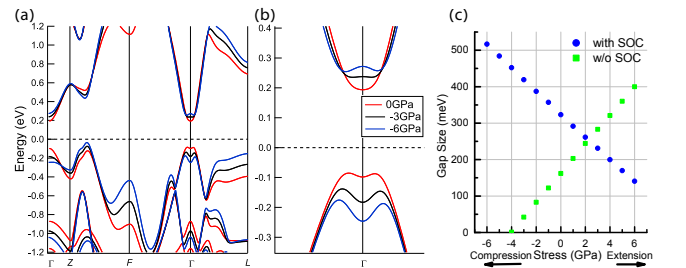 (a)
Energy (eV)
1.2
1.0
0.8
0.6
0.4
0.2
0.0
-0.2
-0.4
-0.6
-0.8
-1.0
-1.2
Γ Z F Γ L
(b)
0.4
0.3
0.2
0.1
0.0
-0.1
-0.2
-0.3
0GPa
-3GPa
-6GPa
Γ
(c)
Gap Size (meV)
500
400
300
200
100
0
with SOC
w/o SOC
-6 -4 -2 0 2 4 6
Compression Stress (GPa) Extension